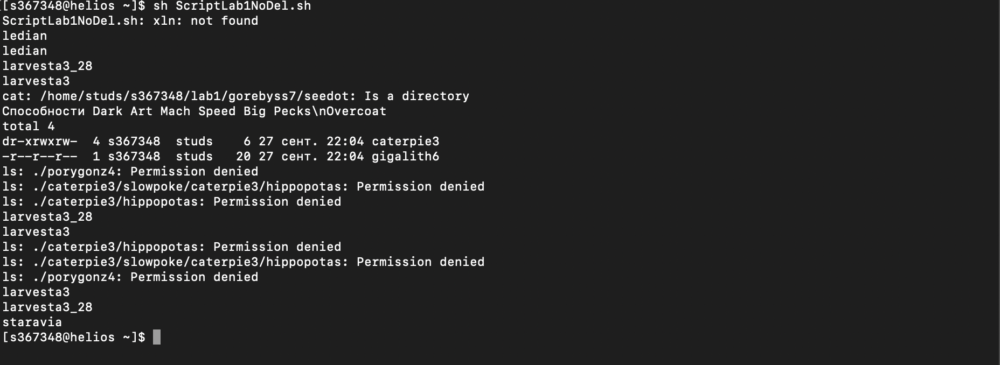 [s367348@helios ~]$ sh ScriptLab1NoDel.sh
ScriptLab1NoDel.sh: xln: not found
ledian
ledian
larvesta3_28
larvesta3
cat: /home/studs/s367348/lab1/gorebyss7/seedot: Is a directory
Способности Dark Art Mach Speed Big Pecks\nOvercoat
total 4
dr-xrwxrw-  4 s367348  studs    6 27 сент. 22:04 caterpie3
-r--r--r--  1 s367348  studs   20 27 сент. 22:04 gigalith6
ls: ./porygonz4: Permission denied
ls: ./caterpie3/slowpoke/caterpie3/hippopotas: Permission denied
ls: ./caterpie3/hippopotas: Permission denied
larvesta3_28
larvesta3
ls: ./caterpie3/hippopotas: Permission denied
ls: ./caterpie3/slowpoke/caterpie3/hippopotas: Permission denied
ls: ./porygonz4: Permission denied
larvesta3
larvesta3_28
staravia
[s367348@helios ~]$